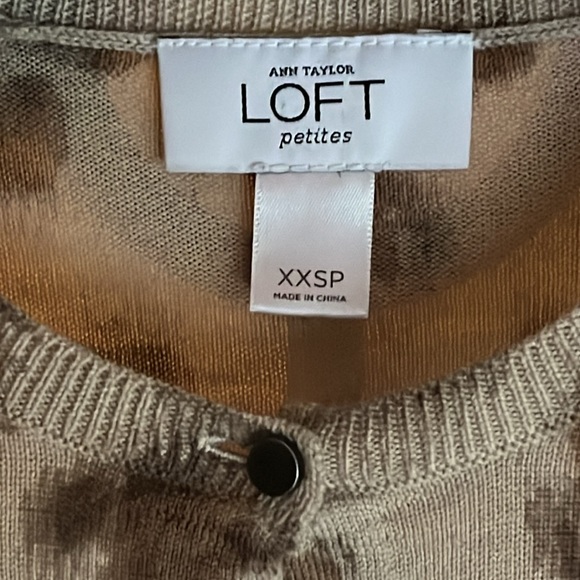 ANN TAYLOR
LOFT
petites
XXSP
MADE IN CHINA